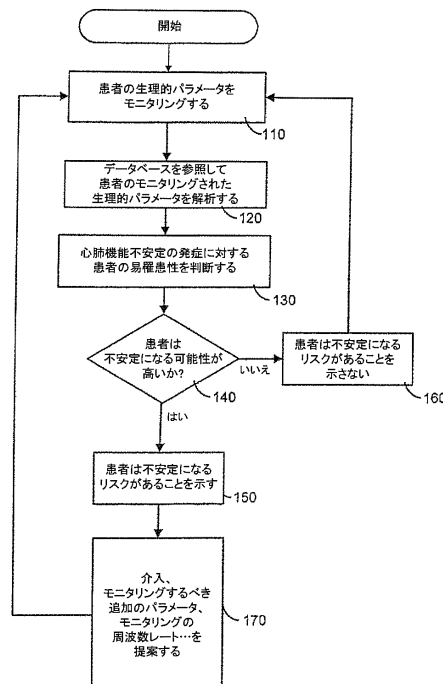 開始
患者の生理的パラメータを
モニタリングする
110
データベースを参照して
患者のモニタリングされた
生理的パラメータを解析する
120
心肺機能不安定の発症に対する
患者の易罹患性を判断する
130
患者は
不安定になる可能性が
高いか?
140
いいえ
患者は不安定になる
リスクがあることを
示さない
160
はい
患者は不安定になる
リスクがあることを示す
150
介入、
モニタリングするべき
追加のパラメータ、
モニタリングの
周波数レート…を
提案する
170